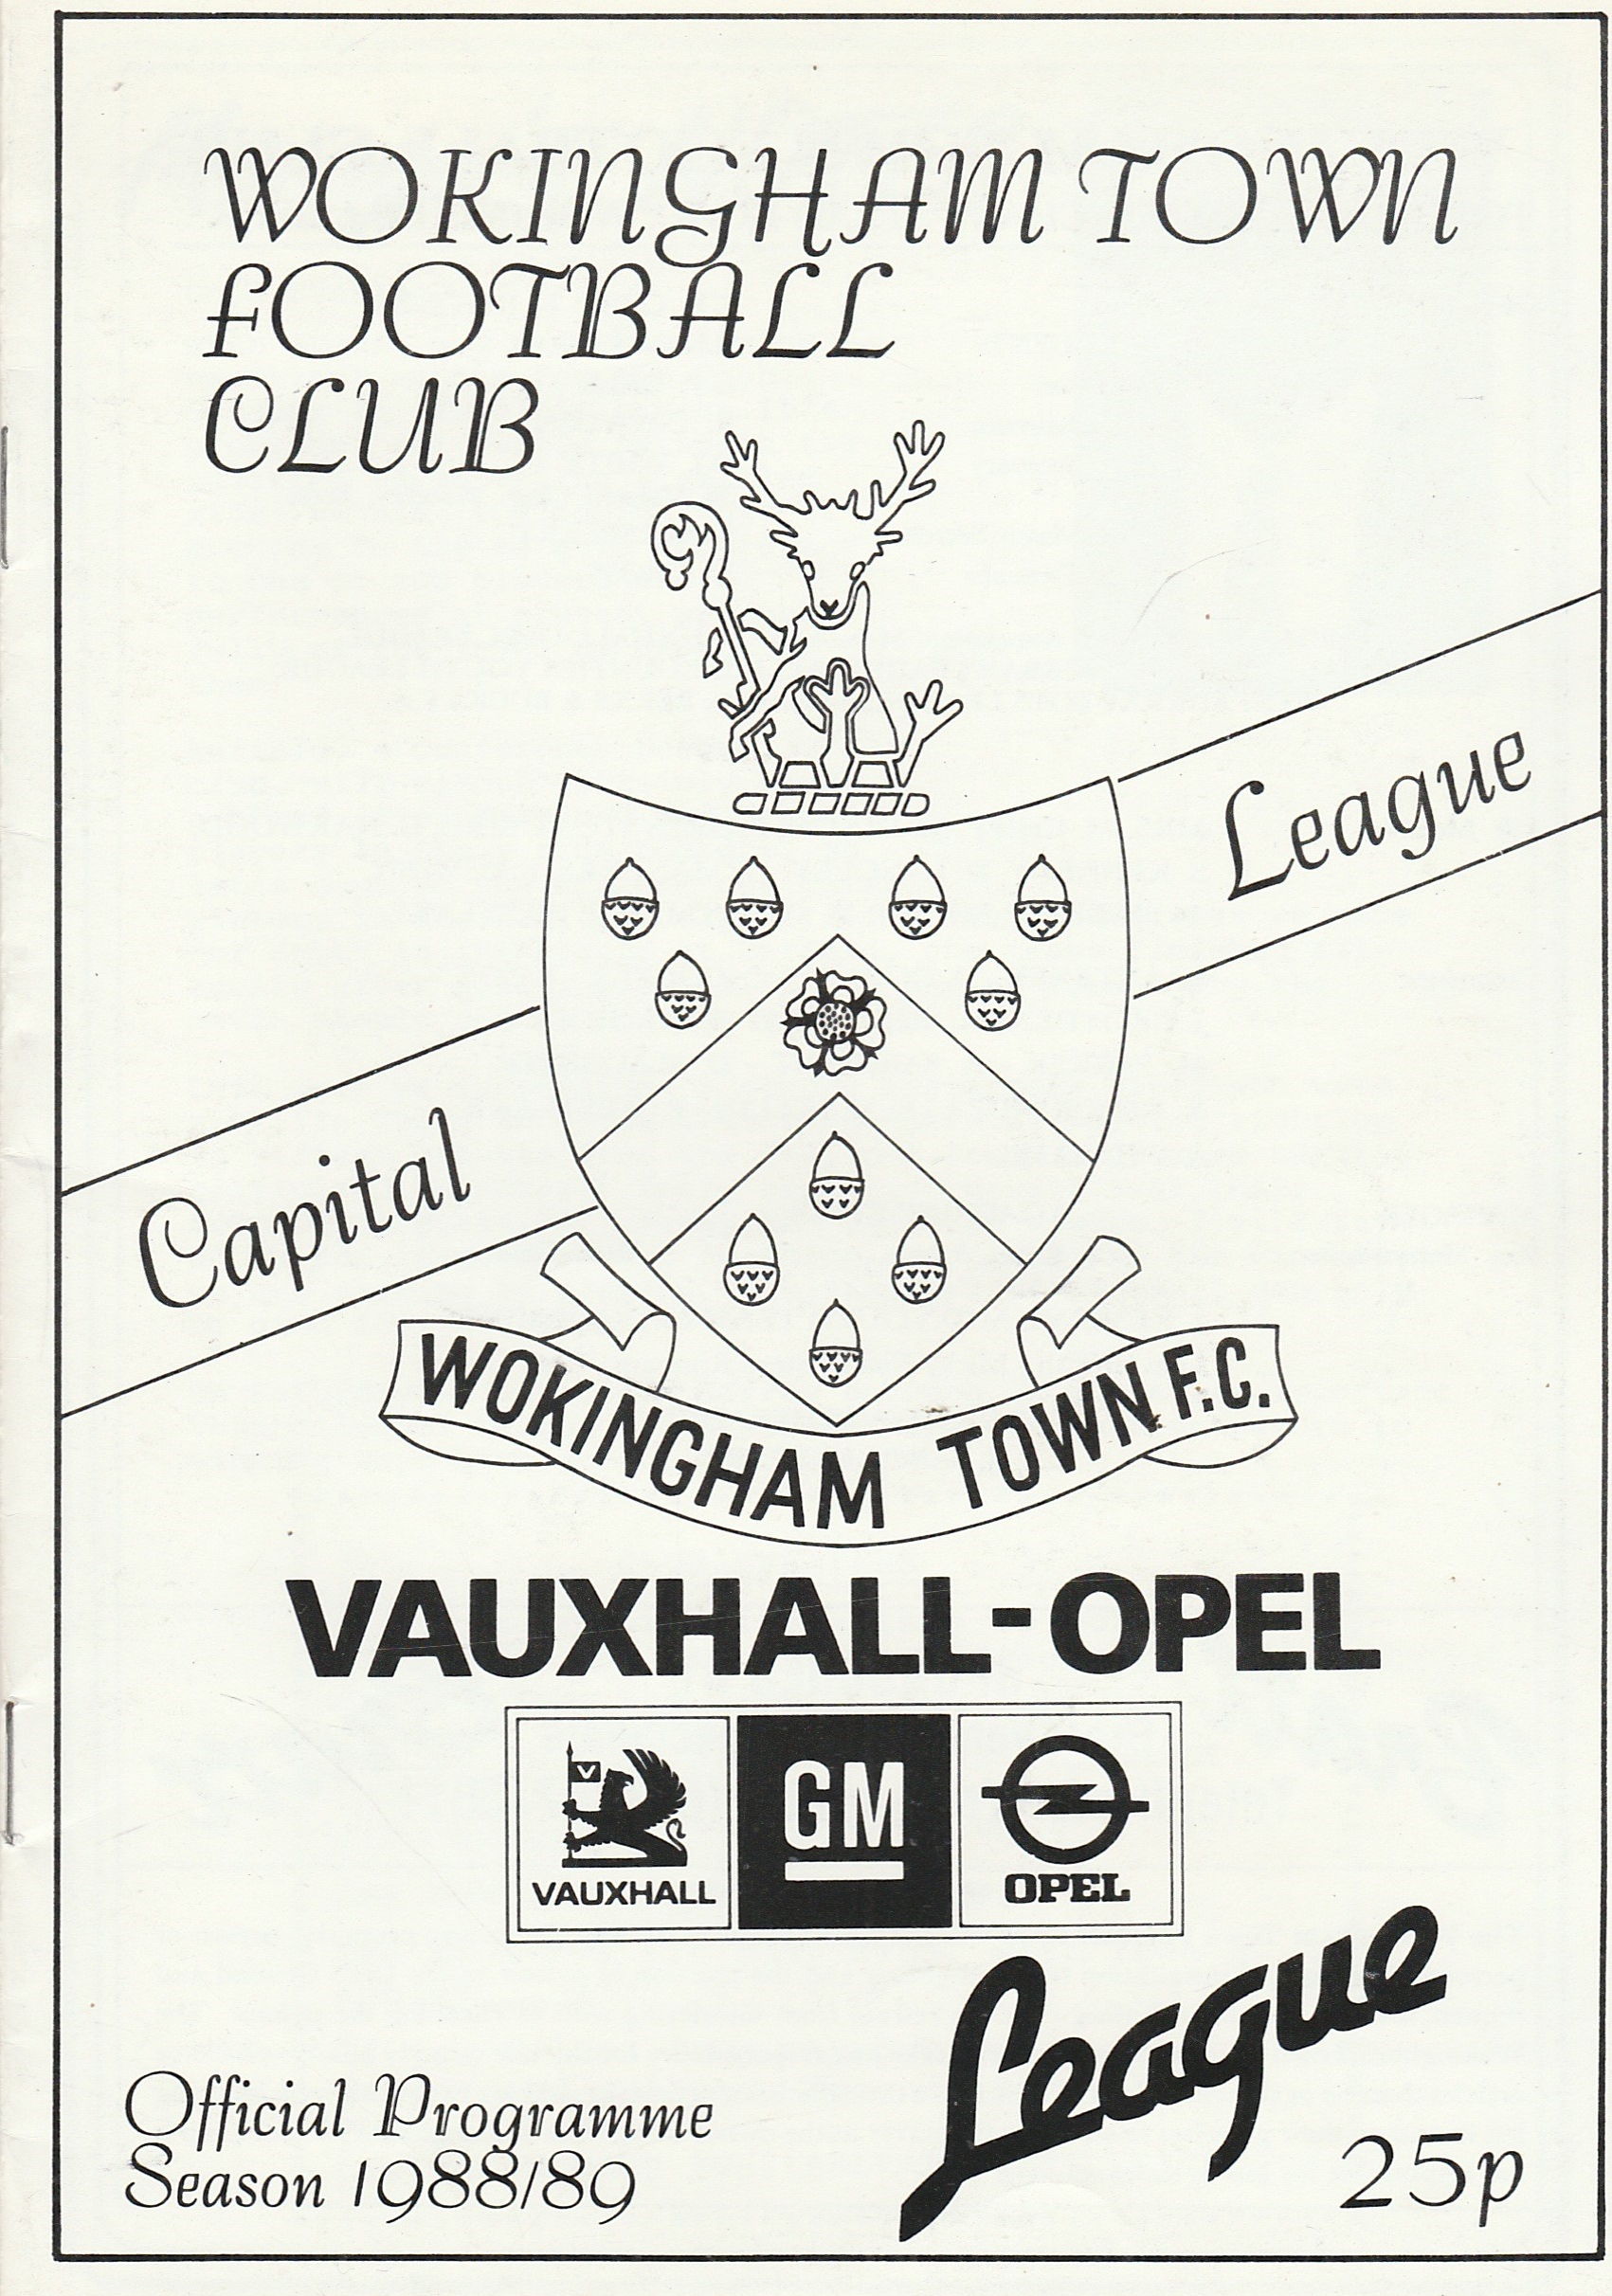 WOKINGHAM TOWN
FOOTBALL
CLUB
League
Capital
WOKINGHAM TOWN F.C.
VAUXHALL-OPEL
V
GM
VAUXHALL
OPEL
League
Official Programme
Season 1988/89
25p